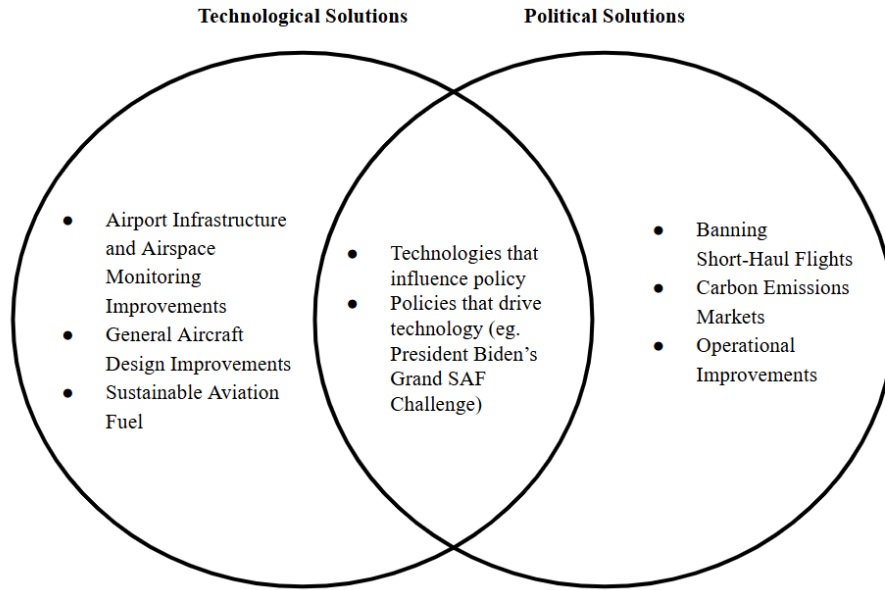 Technological Solutions
Political Solutions
● Airport Infrastructure
and Airspace
Monitoring
Improvements
● General Aircraft
Design Improvements
● Sustainable Aviation
Fuel
● Technologies that
influence policy
● Policies that drive
technology (eg.
President Biden’s
Grand SAF
Challenge)
● Banning
Short-Haul Flights
● Carbon Emissions
Markets
● Operational
Improvements